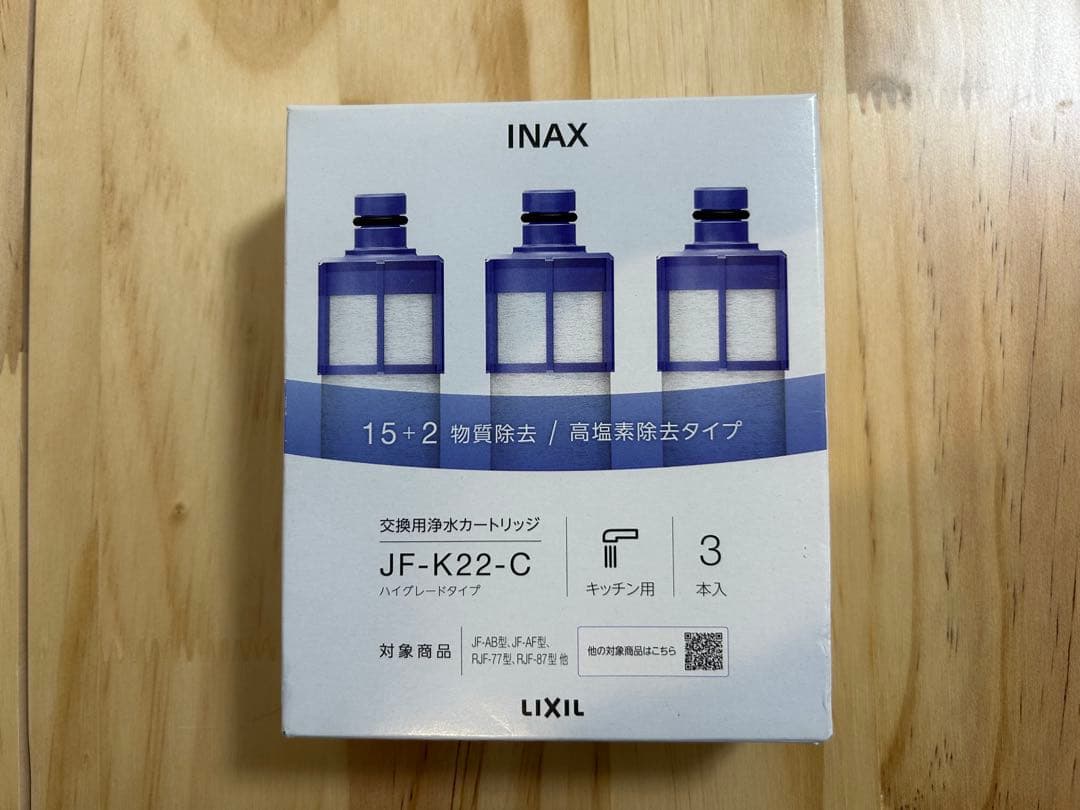 INAX
15+2 物質除去 / 高塩素除去タイプ
交換用浄水カートリッジ
JF-K22-C
ハイグレードタイプ
キッチン用
3
本入
対象商品
JF-AB型、JF-AF型、
RJF-77型、RJF-87型 他
他の対象商品はこちら
LIXIL